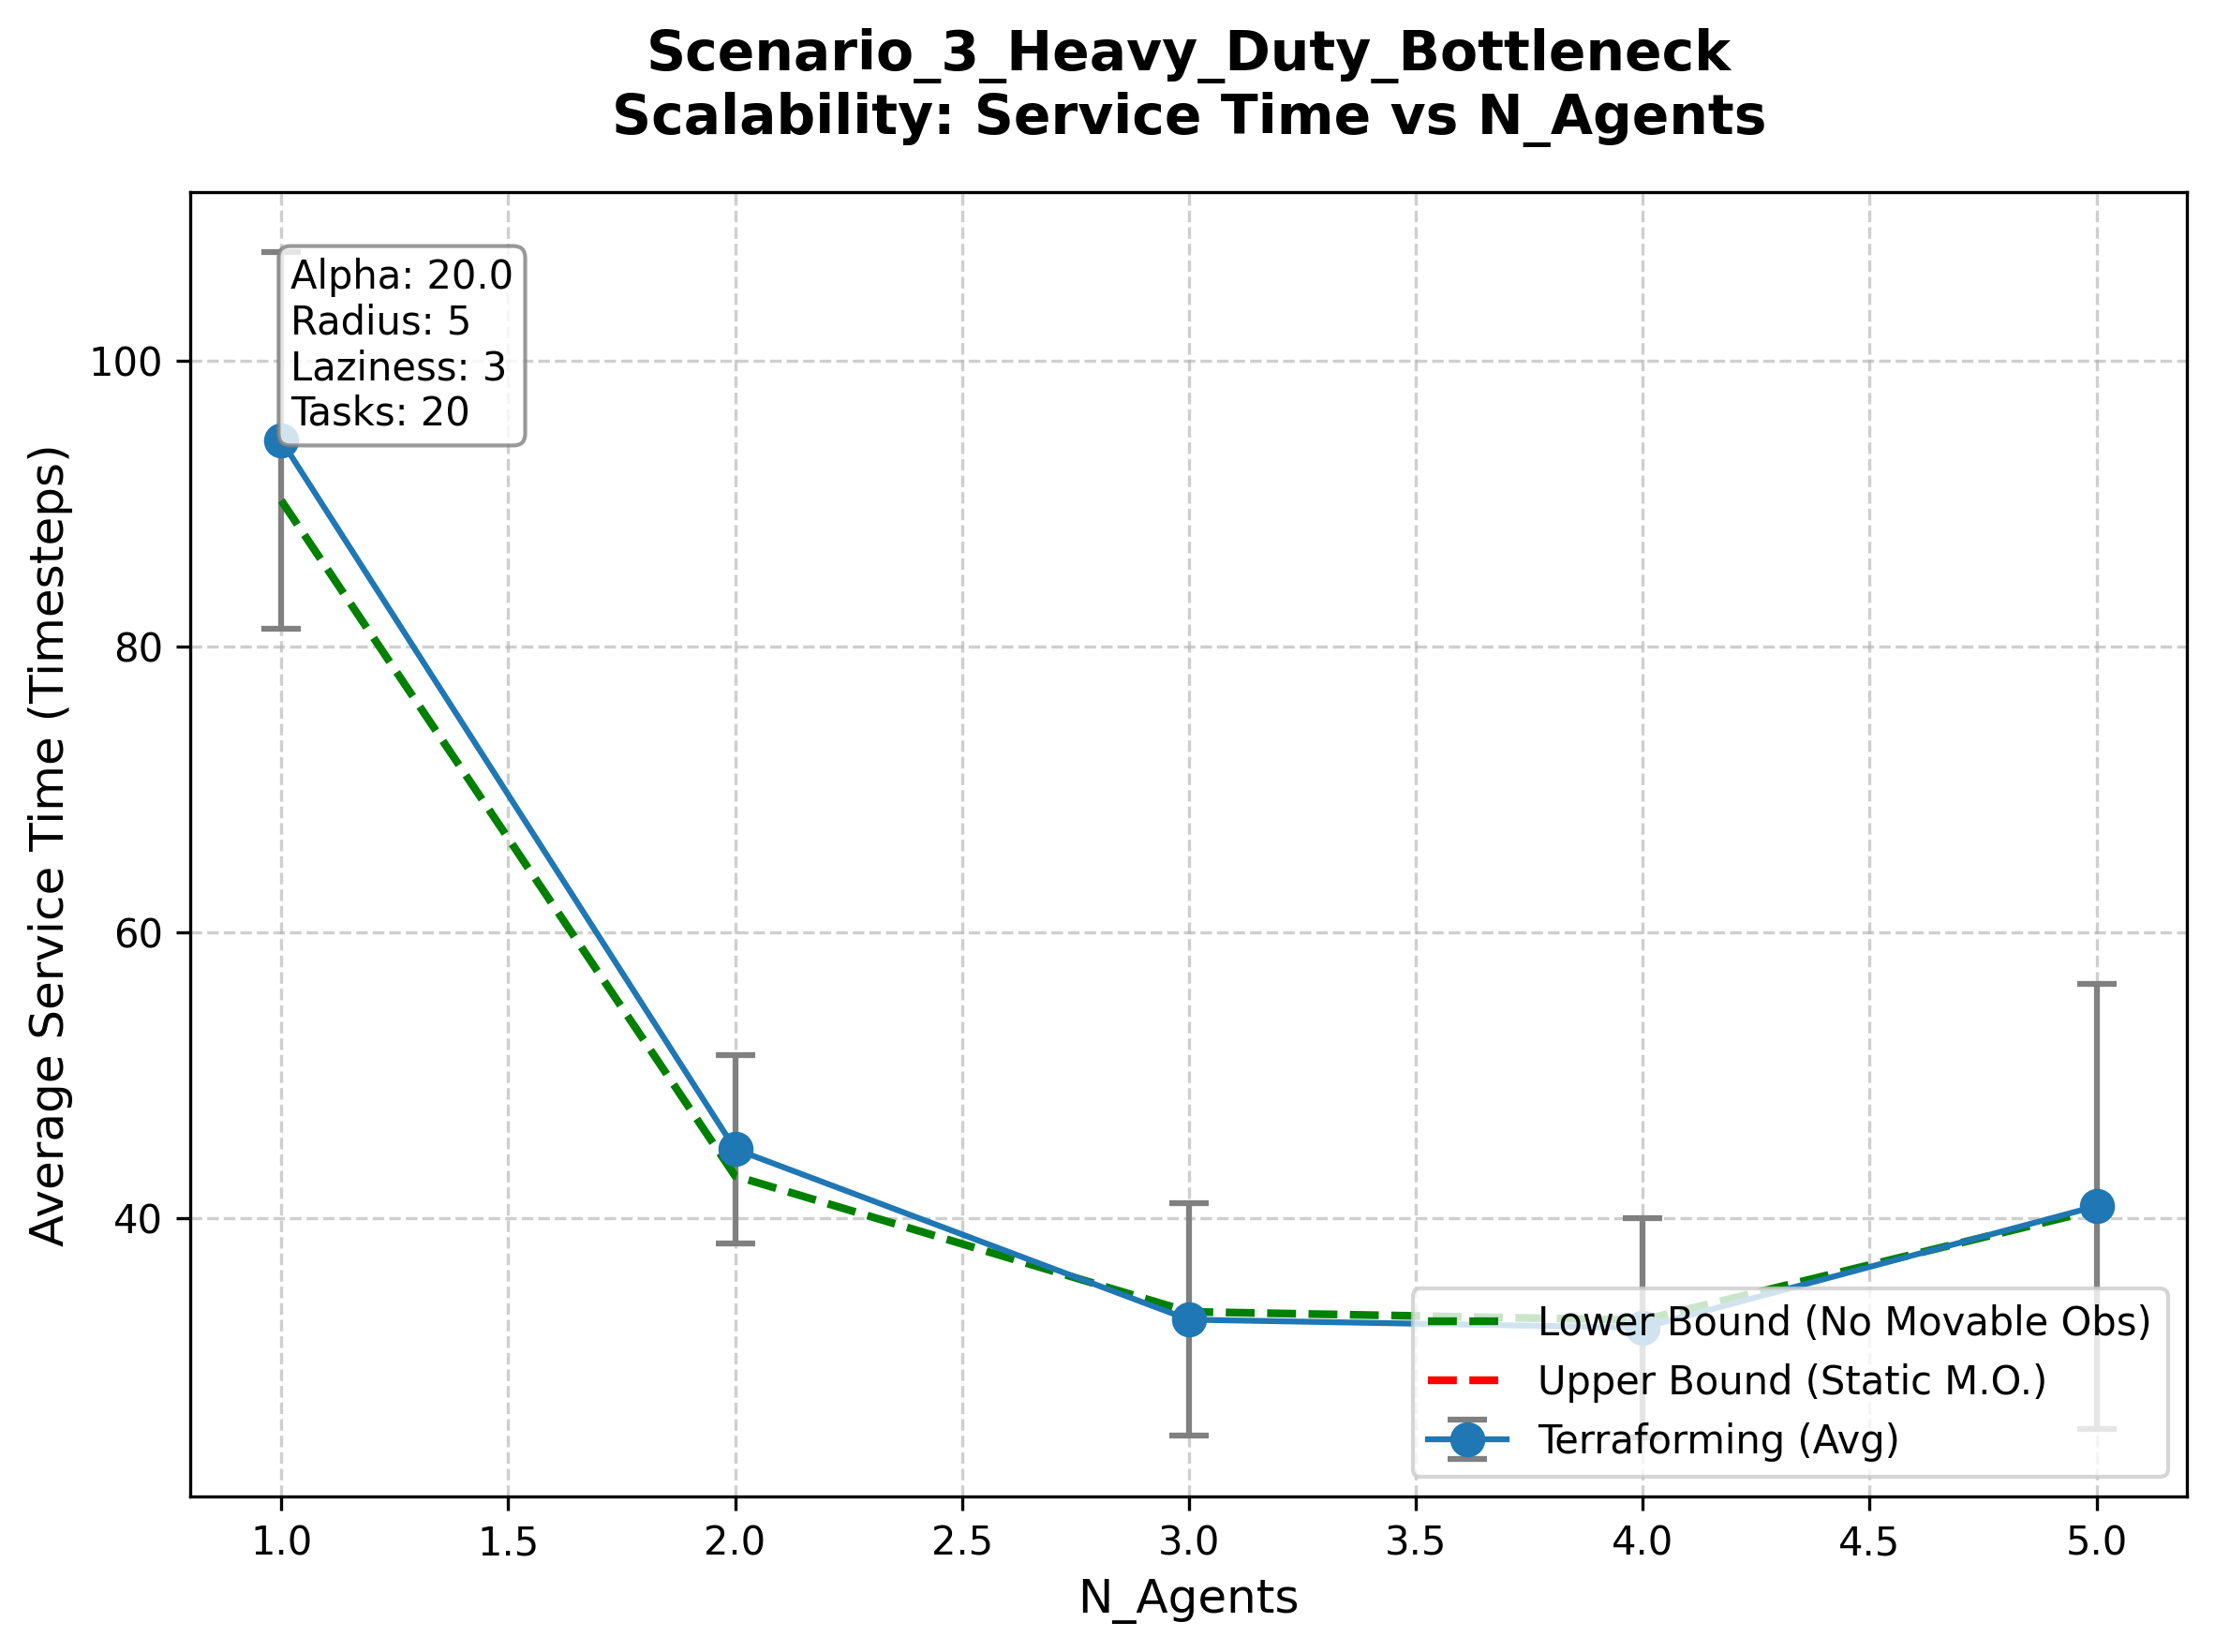 Scenario_3_Heavy_Duty_Bottleneck
Scalability: Service Time vs N_Agents
Alpha: 20.0
Radius: 5
Laziness: 3
Tasks: 20
Average Service Time (Timesteps)
100
80
60
40
Lower Bound (No Movable Obs)
Upper Bound (Static M.O.)
Terraforming (Avg)
1.0 1.5 2.0 2.5 3.0 3.5 4.0 4.5 5.0
N_Agents